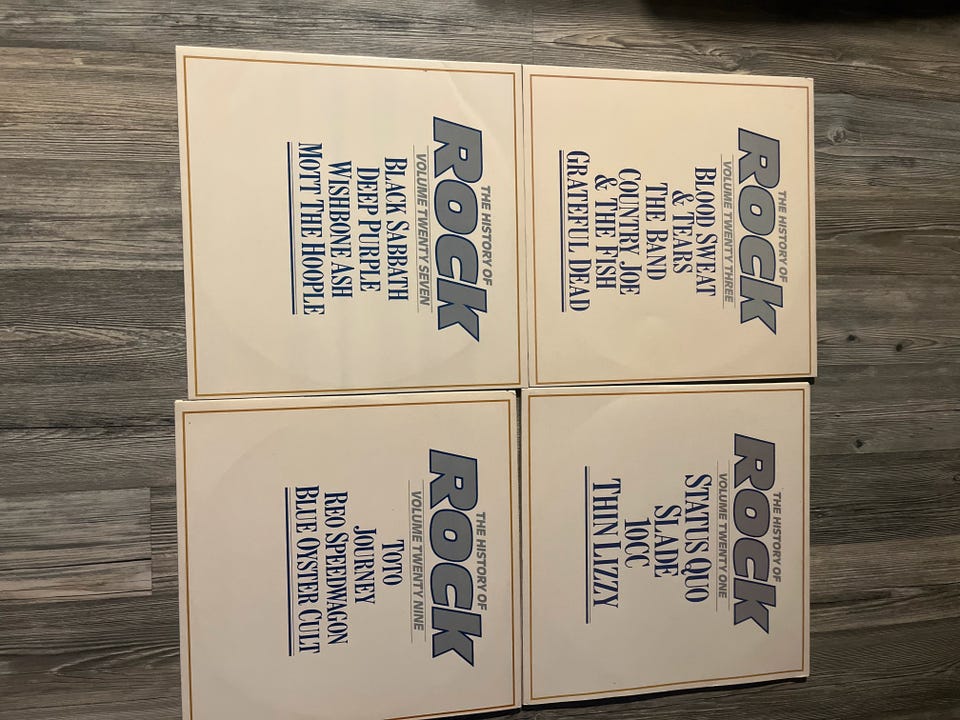 THE HISTORY OF
ROCK
VOLUME TWENTY THREE
BLOOD SWEAT
& TEARS
THE BAND
COUNTRY JOE
& THE FISH
GRATEFUL DEAD
THE HISTORY OF
ROCK
VOLUME TWENTY ONE
STATUS QUO
SLADE
10CC
THIN LIZZY
THE HISTORY OF
ROCK
VOLUME TWENTY SEVEN
BLACK SABBATH
DEEP PURPLE
WISHBONE ASH
MOTT THE HOOPLE
THE HISTORY OF
ROCK
VOLUME TWENTY NINE
TOTO
JOURNEY
REO SPEEDWAGON
BLUE OYSTER CULT